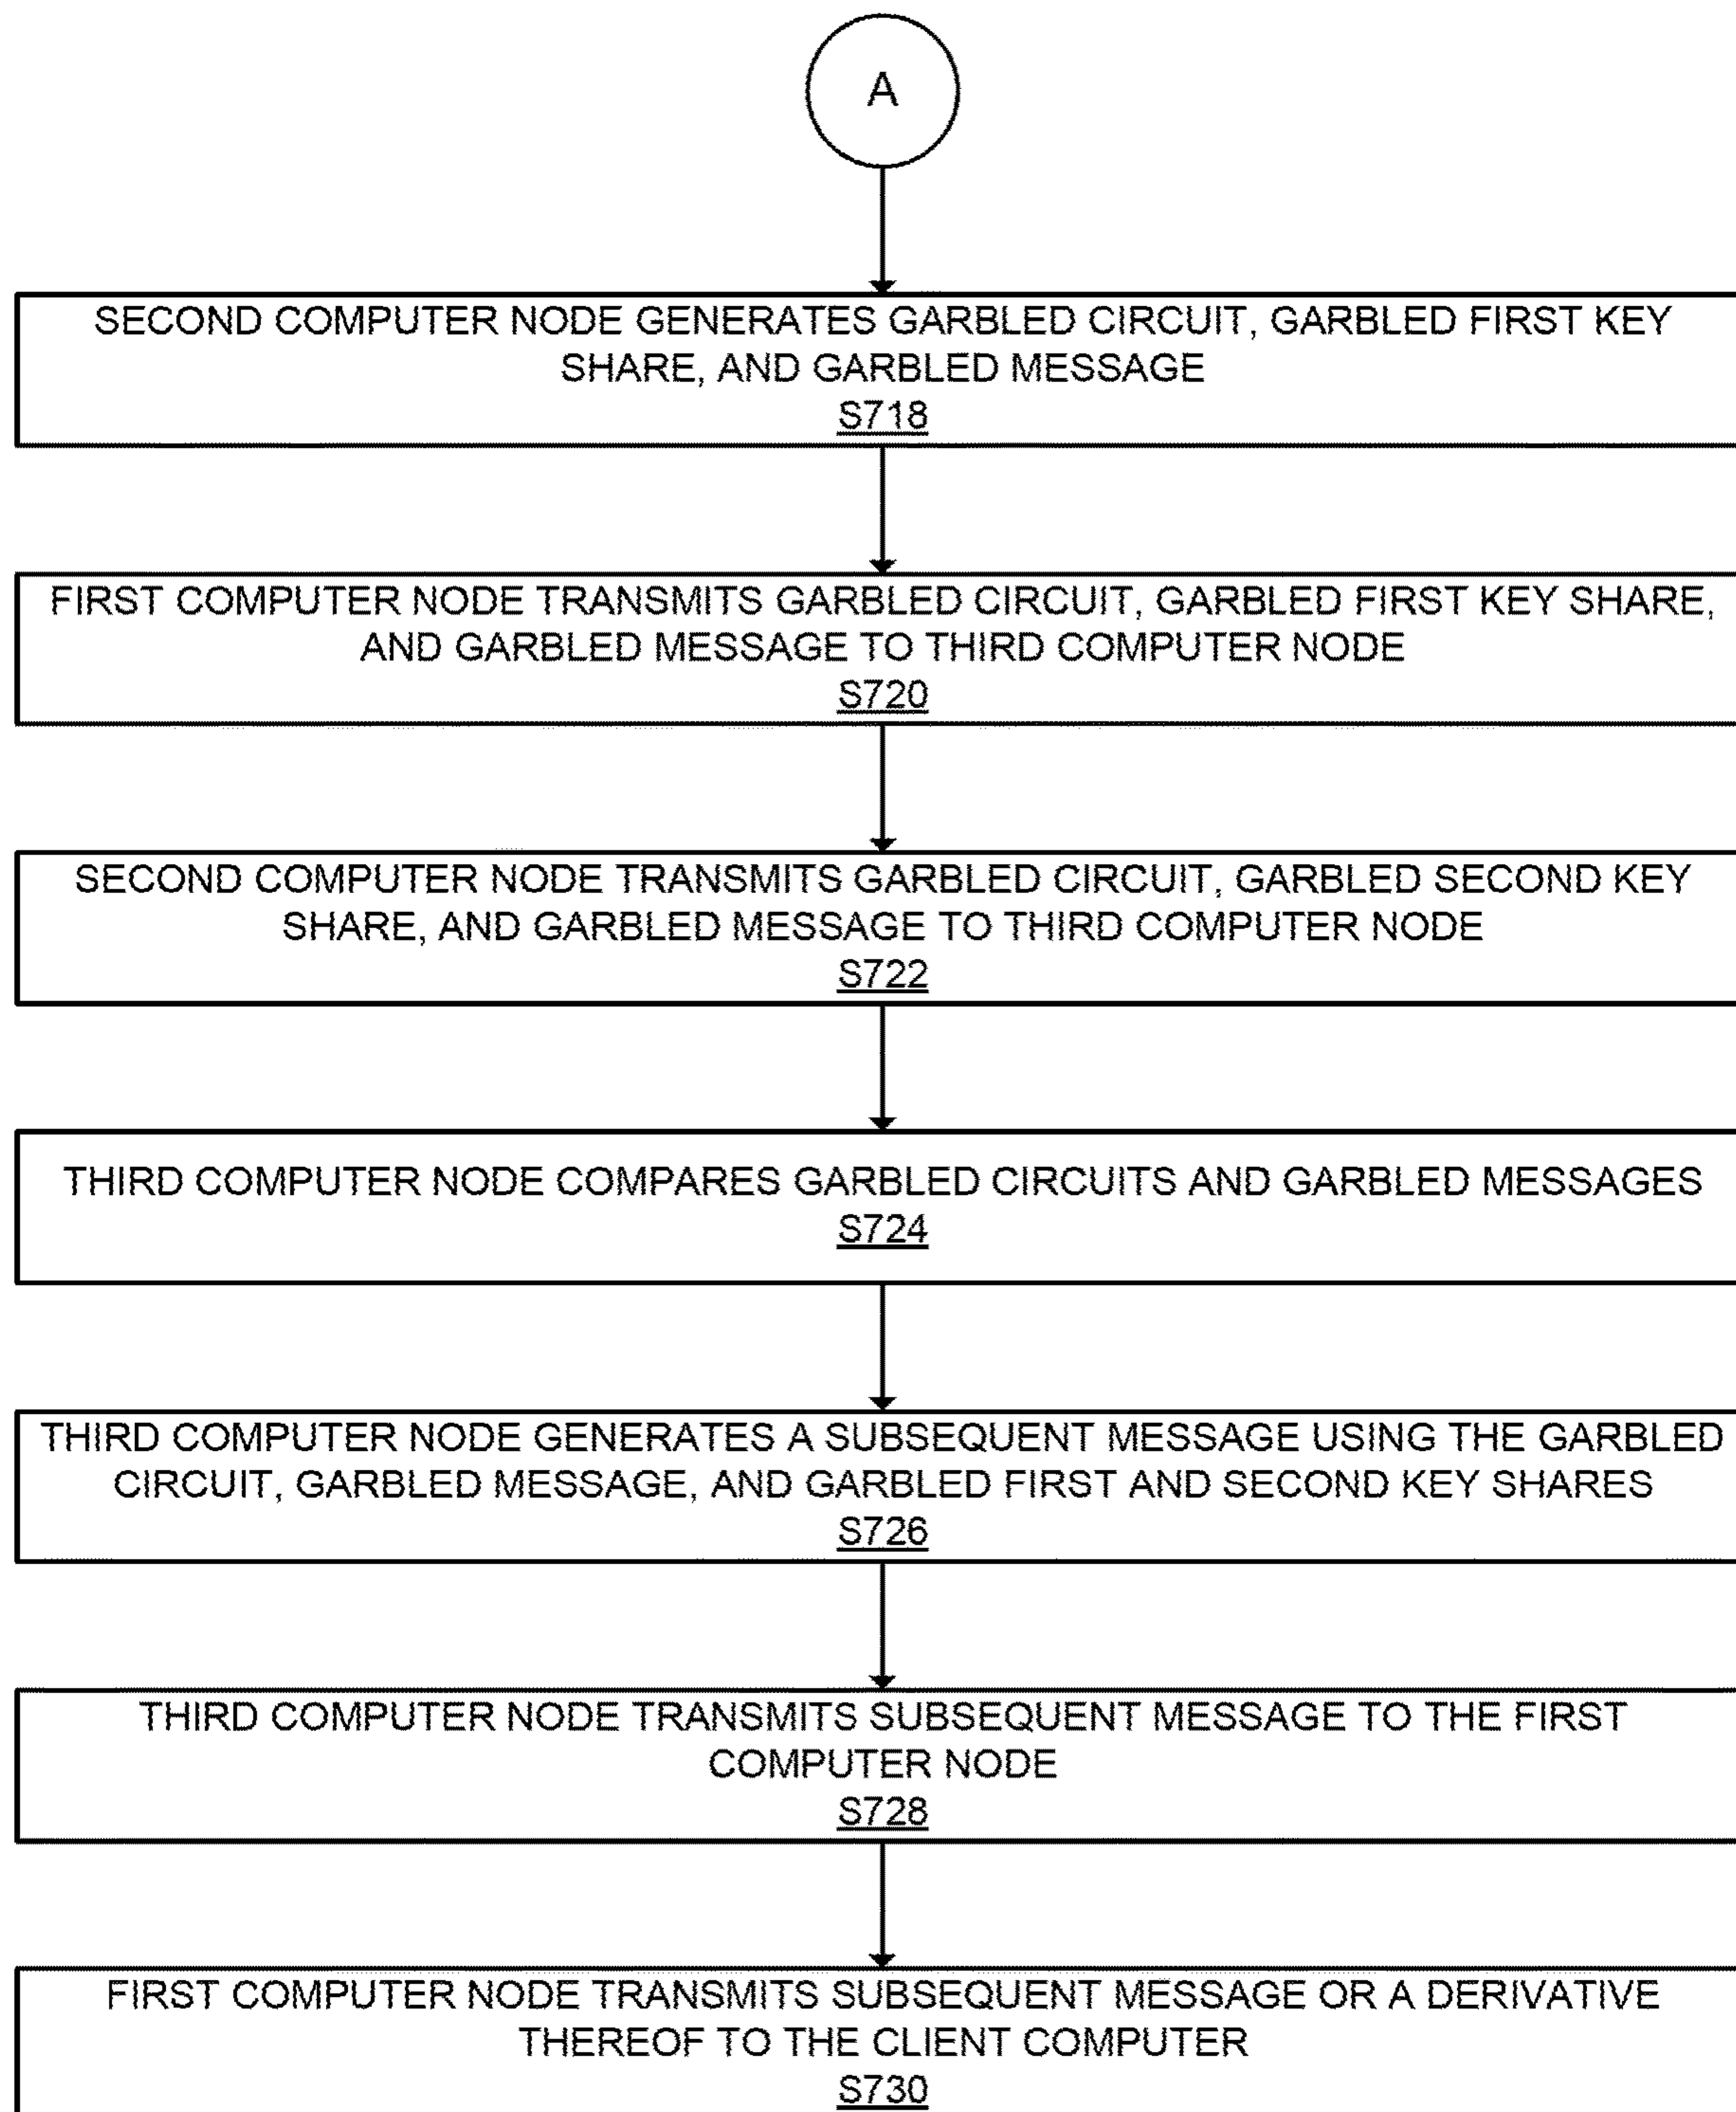 A
SECOND COMPUTER NODE GENERATES GARBLED CIRCUIT, GARBLED FIRST KEY
SHARE, AND GARBLED MESSAGE
S718
FIRST COMPUTER NODE TRANSMITS GARBLED CIRCUIT, GARBLED FIRST KEY SHARE,
AND GARBLED MESSAGE TO THIRD COMPUTER NODE
S720
SECOND COMPUTER NODE TRANSMITS GARBLED CIRCUIT, GARBLED SECOND KEY
SHARE, AND GARBLED MESSAGE TO THIRD COMPUTER NODE
S722
THIRD COMPUTER NODE COMPARES GARBLED CIRCUITS AND GARBLED MESSAGES
S724
THIRD COMPUTER NODE GENERATES A SUBSEQUENT MESSAGE USING THE GARBLED
CIRCUIT, GARBLED MESSAGE, AND GARBLED FIRST AND SECOND KEY SHARES
S726
THIRD COMPUTER NODE TRANSMITS SUBSEQUENT MESSAGE TO THE FIRST
COMPUTER NODE
S728
FIRST COMPUTER NODE TRANSMITS SUBSEQUENT MESSAGE OR A DERIVATIVE
THEREOF TO THE CLIENT COMPUTER
S730